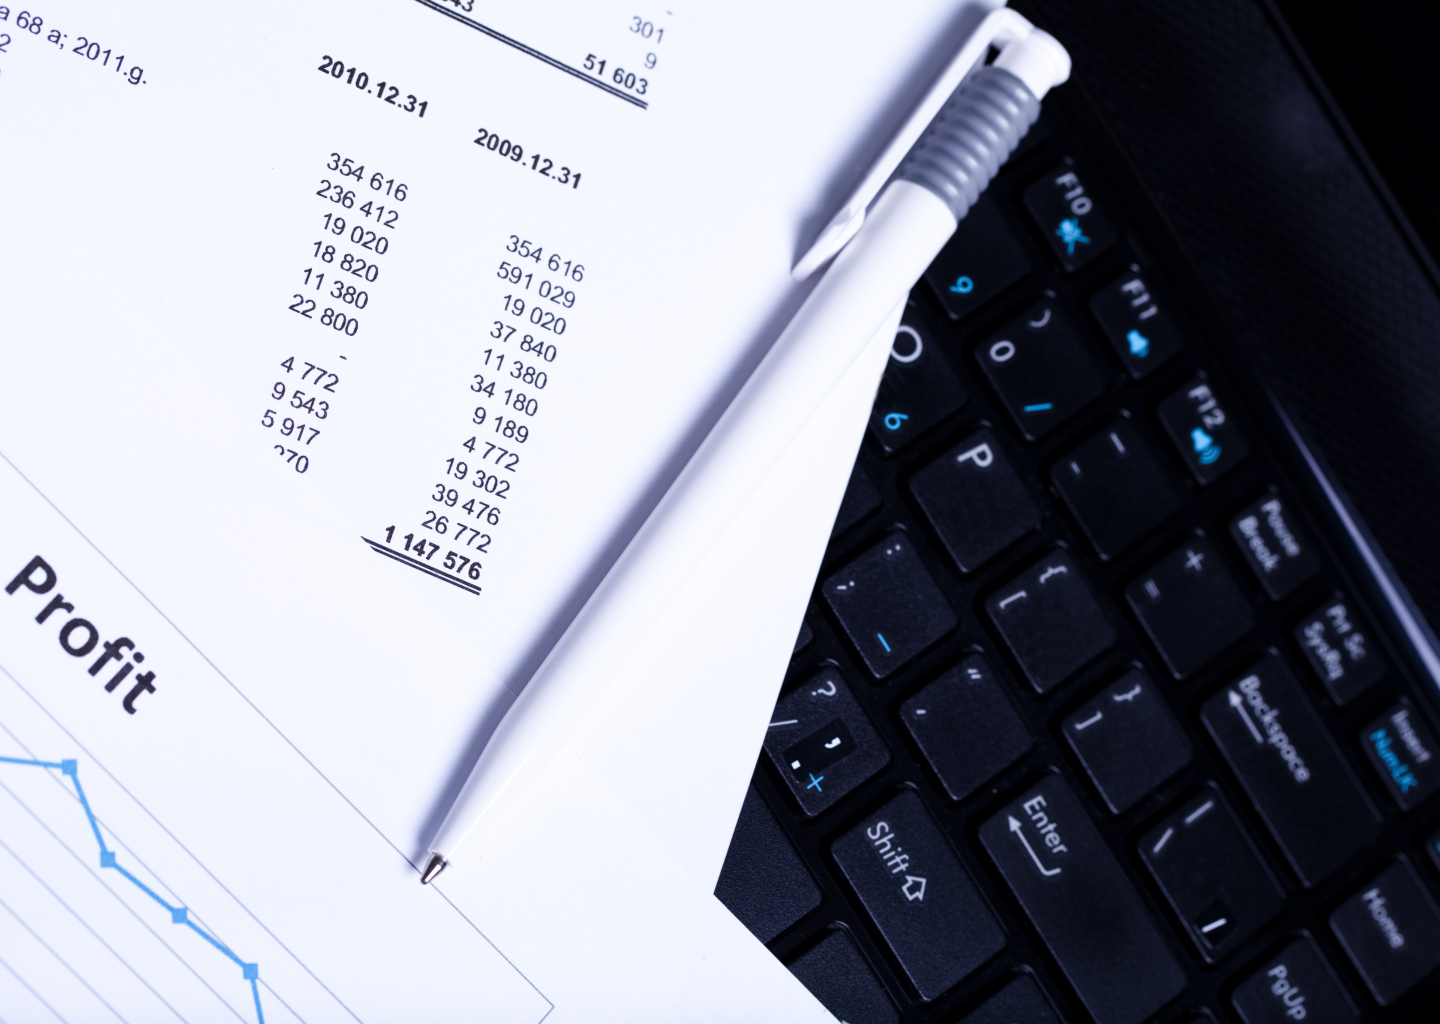 a 68 a; 2011.g.
2
43
-
301
9
51 603
2010.12.31
2009.12.31
354 616
236 412
19 020
18 820
11 380
22 800
-
4 772
9 543
5 917
354 616
591 029
19 020
37 840
11 380
34 180
9 189
4 772
19 302
39 476
26 772
1 147 576
Profit
F10
F11
F12
9
) 0
/
O
6
P
_ -
Pause
Break
: ;
_
{ [
+ =
Prt Sc
SysRq
? /
, .
+
" '
} ]
Backspace
Insert
NumLK
Shift
Enter
| \
Home
PgUp